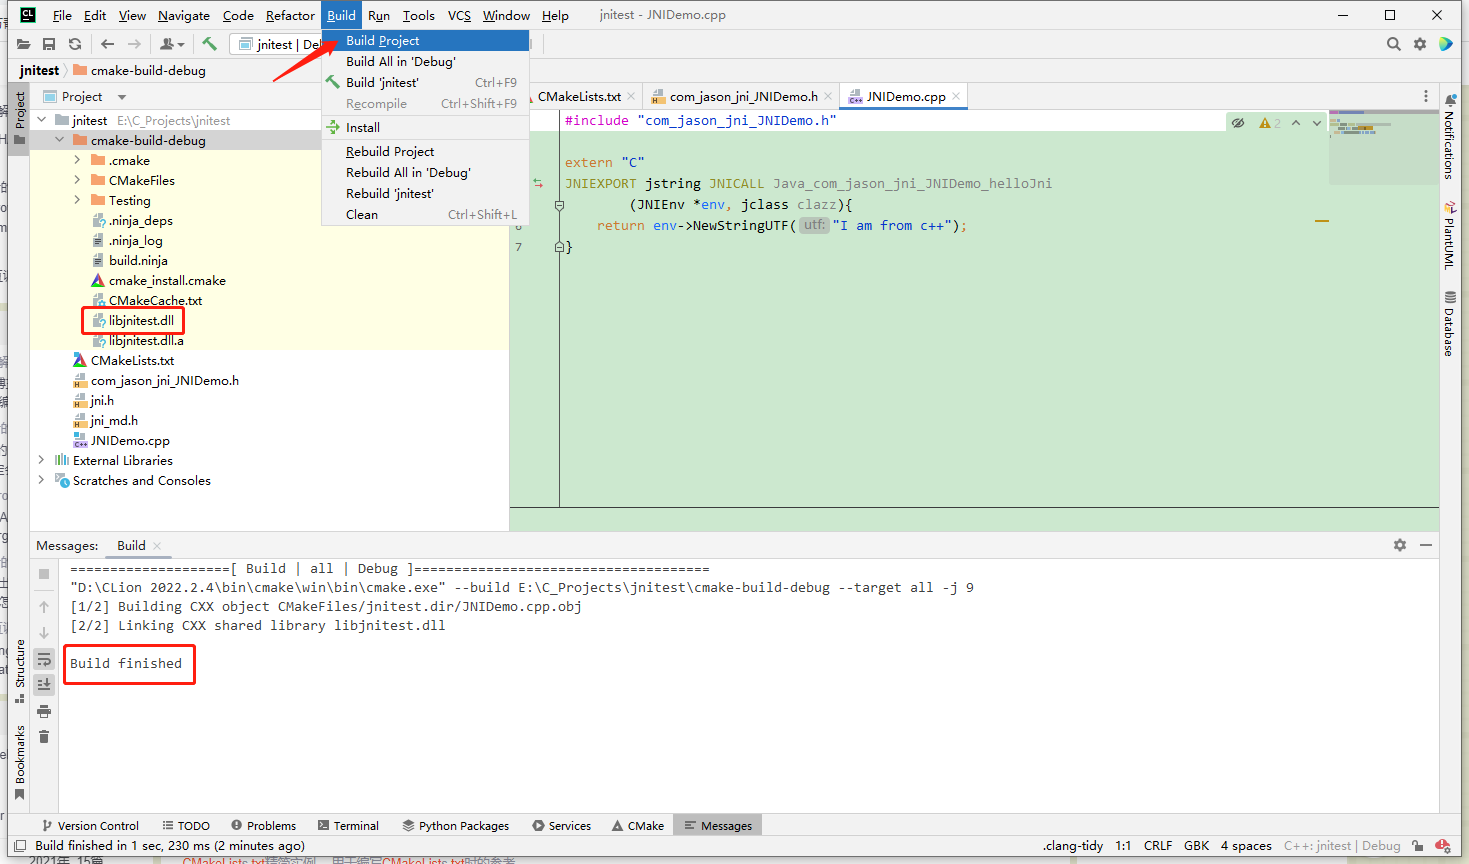 File Edit View Navigate Code Refactor Build Run Tools VCS Window Help jnitest - JNIDemo.cpp
jnitest | De
jnitest cmake-build-debug
Build Project
Build All in 'Debug'
Build 'jnitest' Ctrl+F9
Recompile Ctrl+Shift+F9
Install
Rebuild Project
Rebuild All in 'Debug'
Rebuild 'jnitest'
Clean Ctrl+Shift+L
Project
Project
jnitest E:\C_Projects\jnitest
cmake-build-debug
.cmake
CMakeFiles
Testing
.ninja_deps
.ninja_log
build.ninja
cmake_install.cmake
CMakeCache.txt
libjnitest.dll
libjnitest.dll.a
CMakeLists.txt
com_jason_jni_JNIDemo.h
jni.h
jni_md.h
JNIDemo.cpp
External Libraries
Scratches and Consoles
CMakeLists.txt com_jason_jni_JNIDemo.h JNIDemo.cpp
#include "com_jason_jni_JNIDemo.h"
2
extern "C"
JNIEXPORT jstring JNICALL Java_com_jason_jni_JNIDemo_helloJni
(JNIEnv *env, jclass clazz){
return env->NewStringUTF( utf: "I am from c++");
7 }
Notifications
PlantUML
Database
Messages: Build
====================[ Build | all | Debug ]=====================================
"D:\CLion 2022.2.4\bin\cmake\win\bin\cmake.exe" --build E:\C_Projects\jnitest\cmake-build-debug --target all -j 9
[1/2] Building CXX object CMakeFiles/jnitest.dir/JNIDemo.cpp.obj
[2/2] Linking CXX shared library libjnitest.dll
Build finished
Structure
Bookmarks
Version Control TODO Problems Terminal Python Packages Services CMake Messages
Build finished in 1 sec, 230 ms (2 minutes ago) .clang-tidy 1:1 CRLF GBK 4 spaces C++: jnitest | Debug